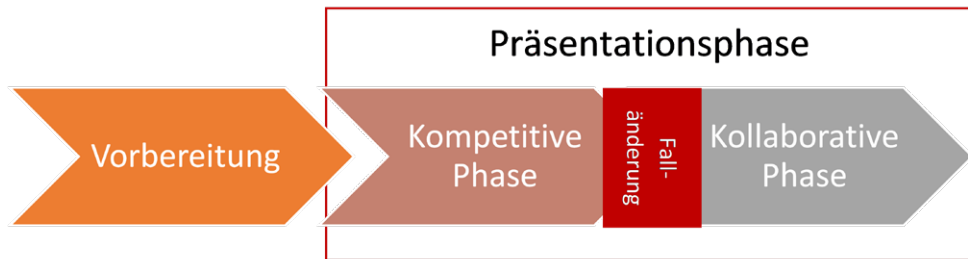 Präsentationsphase
Vorbereitung
Kompetitive
Phase
Fall-
änderung
Kollaborative
Phase